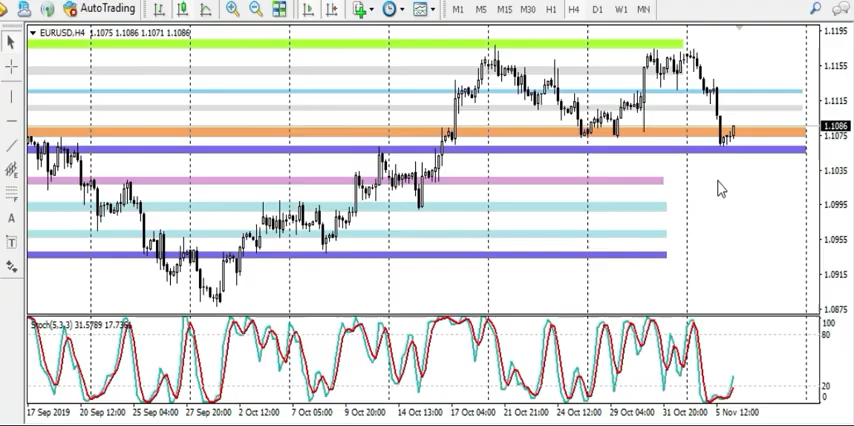 AutoTrading
M1 M5 M15 M30 H1 H4 D1 W1 MN
EURUSD,H4 1.1075 1.1086 1.1071 1.1086
1.1195
1.1155
1.1115
1.1086
1.1075
1.1035
1.0995
1.0955
1.0915
1.0875
Stoch(5,3,3) 31.5789 17.7366
100
80
20
0
17 Sep 2019 20 Sep 12:00 25 Sep 04:00 27 Sep 20:00 2 Oct 12:00 7 Oct 05:00 9 Oct 20:00 14 Oct 13:00 17 Oct 04:00 21 Oct 21:00 24 Oct 12:00 29 Oct 04:00 31 Oct 20:00 5 Nov 12:00